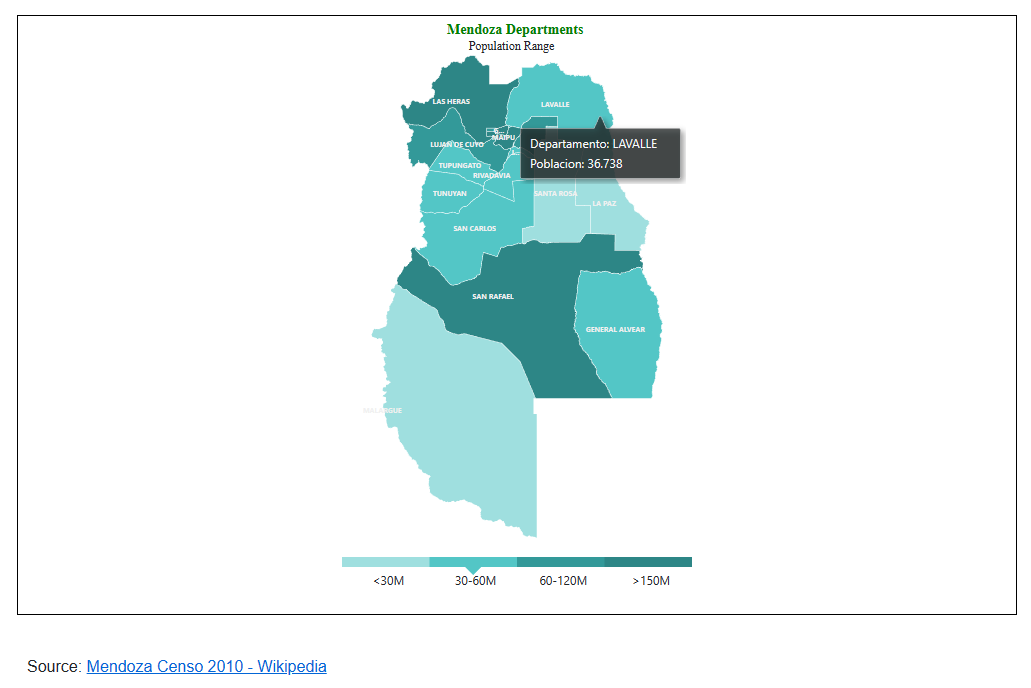 Mendoza Departments
Population Range
LAS HERAS
LAVALLE
MAIPU
LUJAN DE CUYO
Departamento: LAVALLE
Poblacion: 36.738
TUPUNGATO
RIVADAVIA
TUNUYAN
SANTA ROSA
LA PAZ
SAN CARLOS
SAN RAFAEL
GENERAL ALVEAR
MALARGUE
<30M
30-60M
60-120M
>150M
Source: Mendoza Censo 2010 - Wikipedia